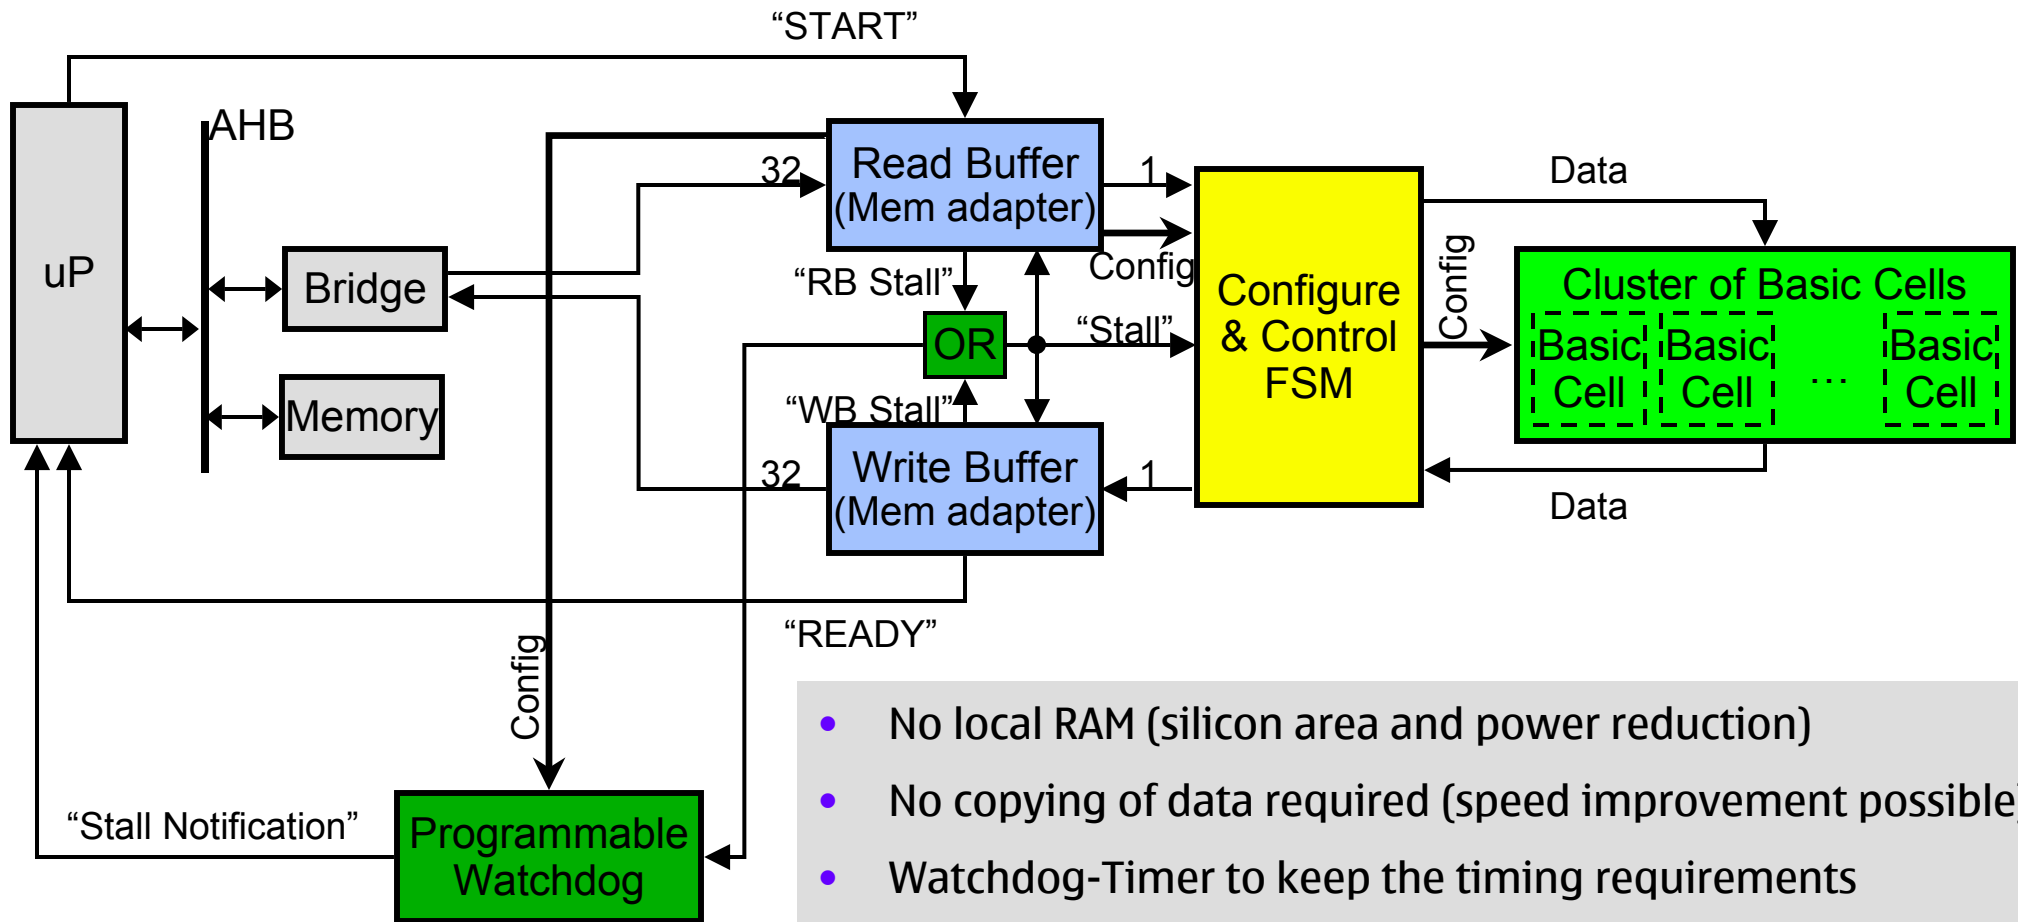 “START”
AHB
uP
Bridge
Memory
32
Read Buffer
(Mem adapter)
1
Config
“RB Stall”
OR
“Stall”
“WB Stall”
32
Write Buffer
(Mem adapter)
1
Configure
& Control
FSM
Data
Config
Cluster of Basic Cells
Basic
Cell
Basic
Cell
...
Basic
Cell
Data
“READY”
Config
“Stall Notification”
Programmable
Watchdog
• No local RAM (silicon area and power reduction)
• No copying of data required (speed improvement possible)
• Watchdog-Timer to keep the timing requirements